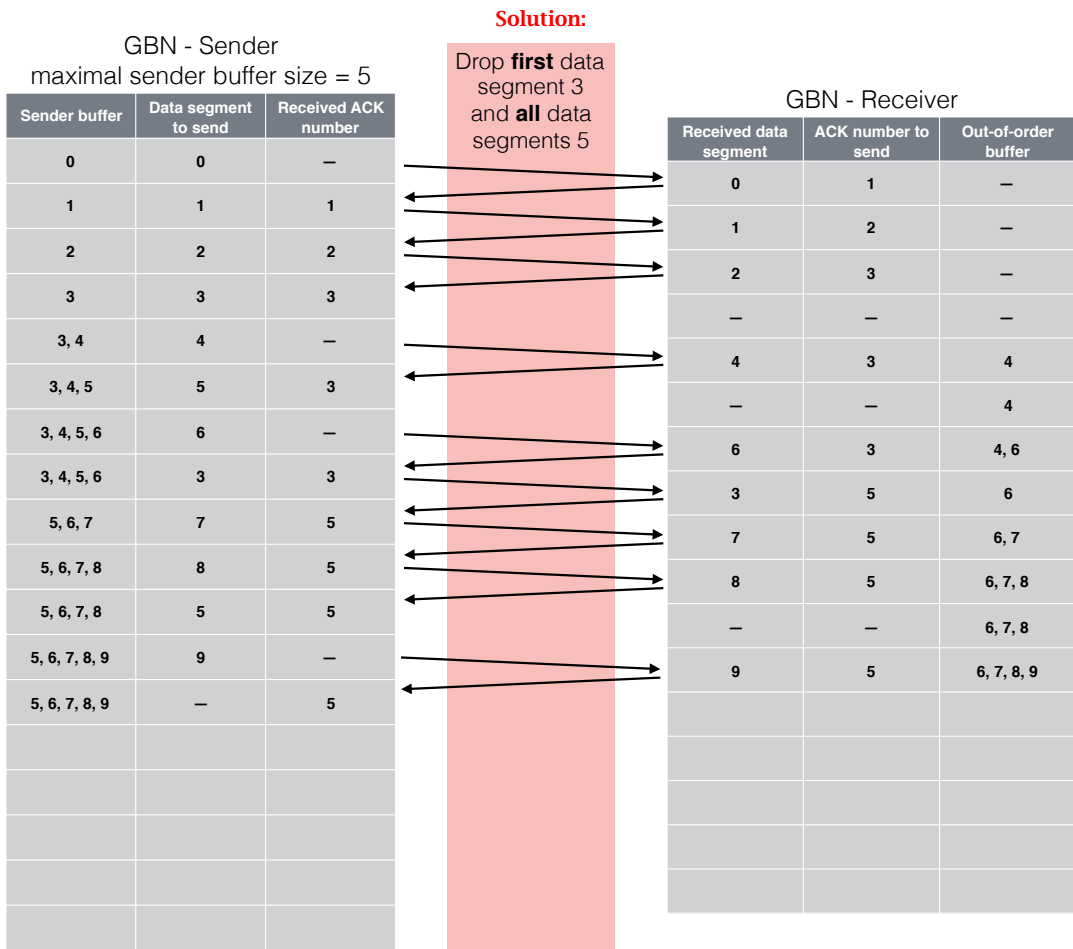 Solution:
GBN - Sender
maximal sender buffer size = 5
Sender buffer Data segment to send Received ACK number
0 0 –
1 1 1
2 2 2
3 3 3
3, 4 4 –
3, 4, 5 5 3
3, 4, 5, 6 6 –
3, 4, 5, 6 3 3
5, 6, 7 7 5
5, 6, 7, 8 8 5
5, 6, 7, 8 5 5
5, 6, 7, 8, 9 9 –
5, 6, 7, 8, 9 – 5
Drop first data
segment 3
and all data
segments 5
GBN - Receiver
Received data segment ACK number to send Out-of-order buffer
0 1 –
1 2 –
2 3 –
– – –
4 3 4
– – 4
6 3 4, 6
3 5 6
7 5 6, 7
8 5 6, 7, 8
– – 6, 7, 8
9 5 6, 7, 8, 9